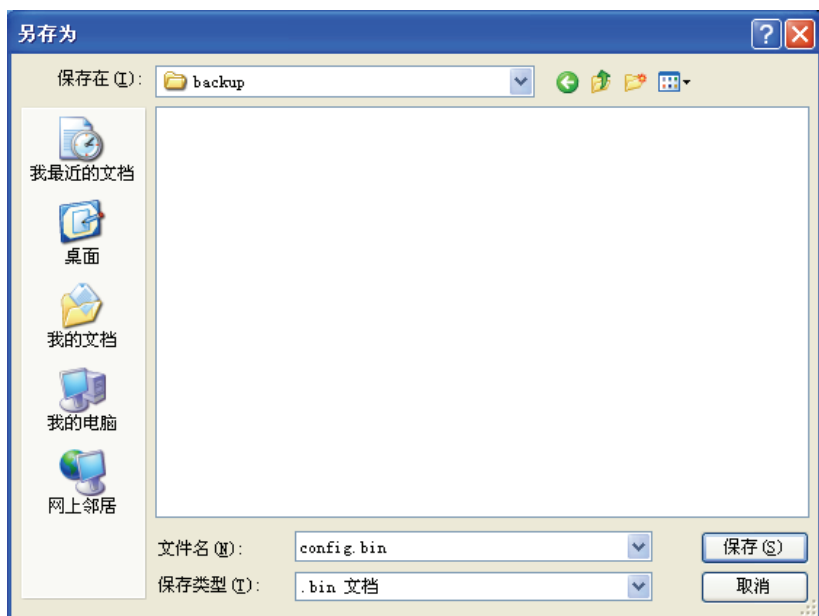 另存为
保存在(I):
backup
我最近的文档
桌面
我的文档
我的电脑
网上邻居
文件名(N):
config.bin
保存(S)
保存类型(T):
.bin 文档
取消